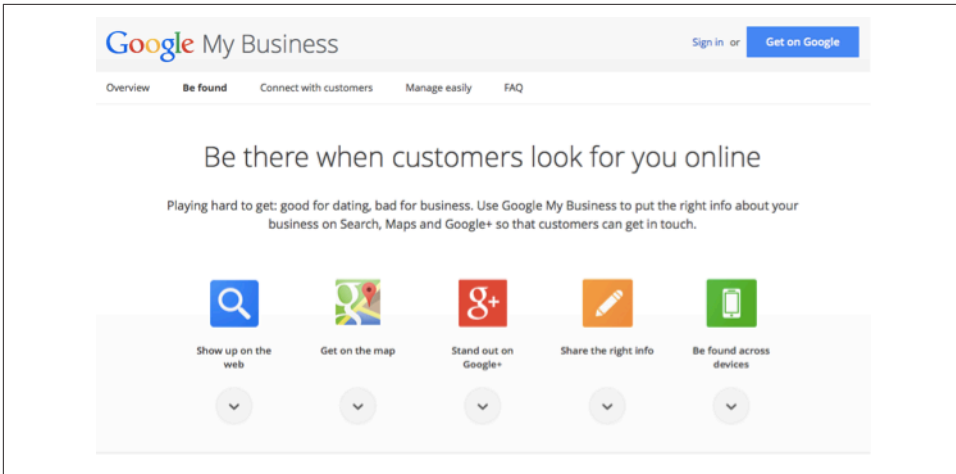 Google My Business
Sign in or Get on Google
Overview Be found Connect with customers Manage easily FAQ
Be there when customers look for you online
Playing hard to get: good for dating, bad for business. Use Google My Business to put the right info about your
business on Search, Maps and Google+ so that customers can get in touch.
g
g+
Show up on the
web
Get on the map
Stand out on
Google+
Share the right info
Be found across
devices